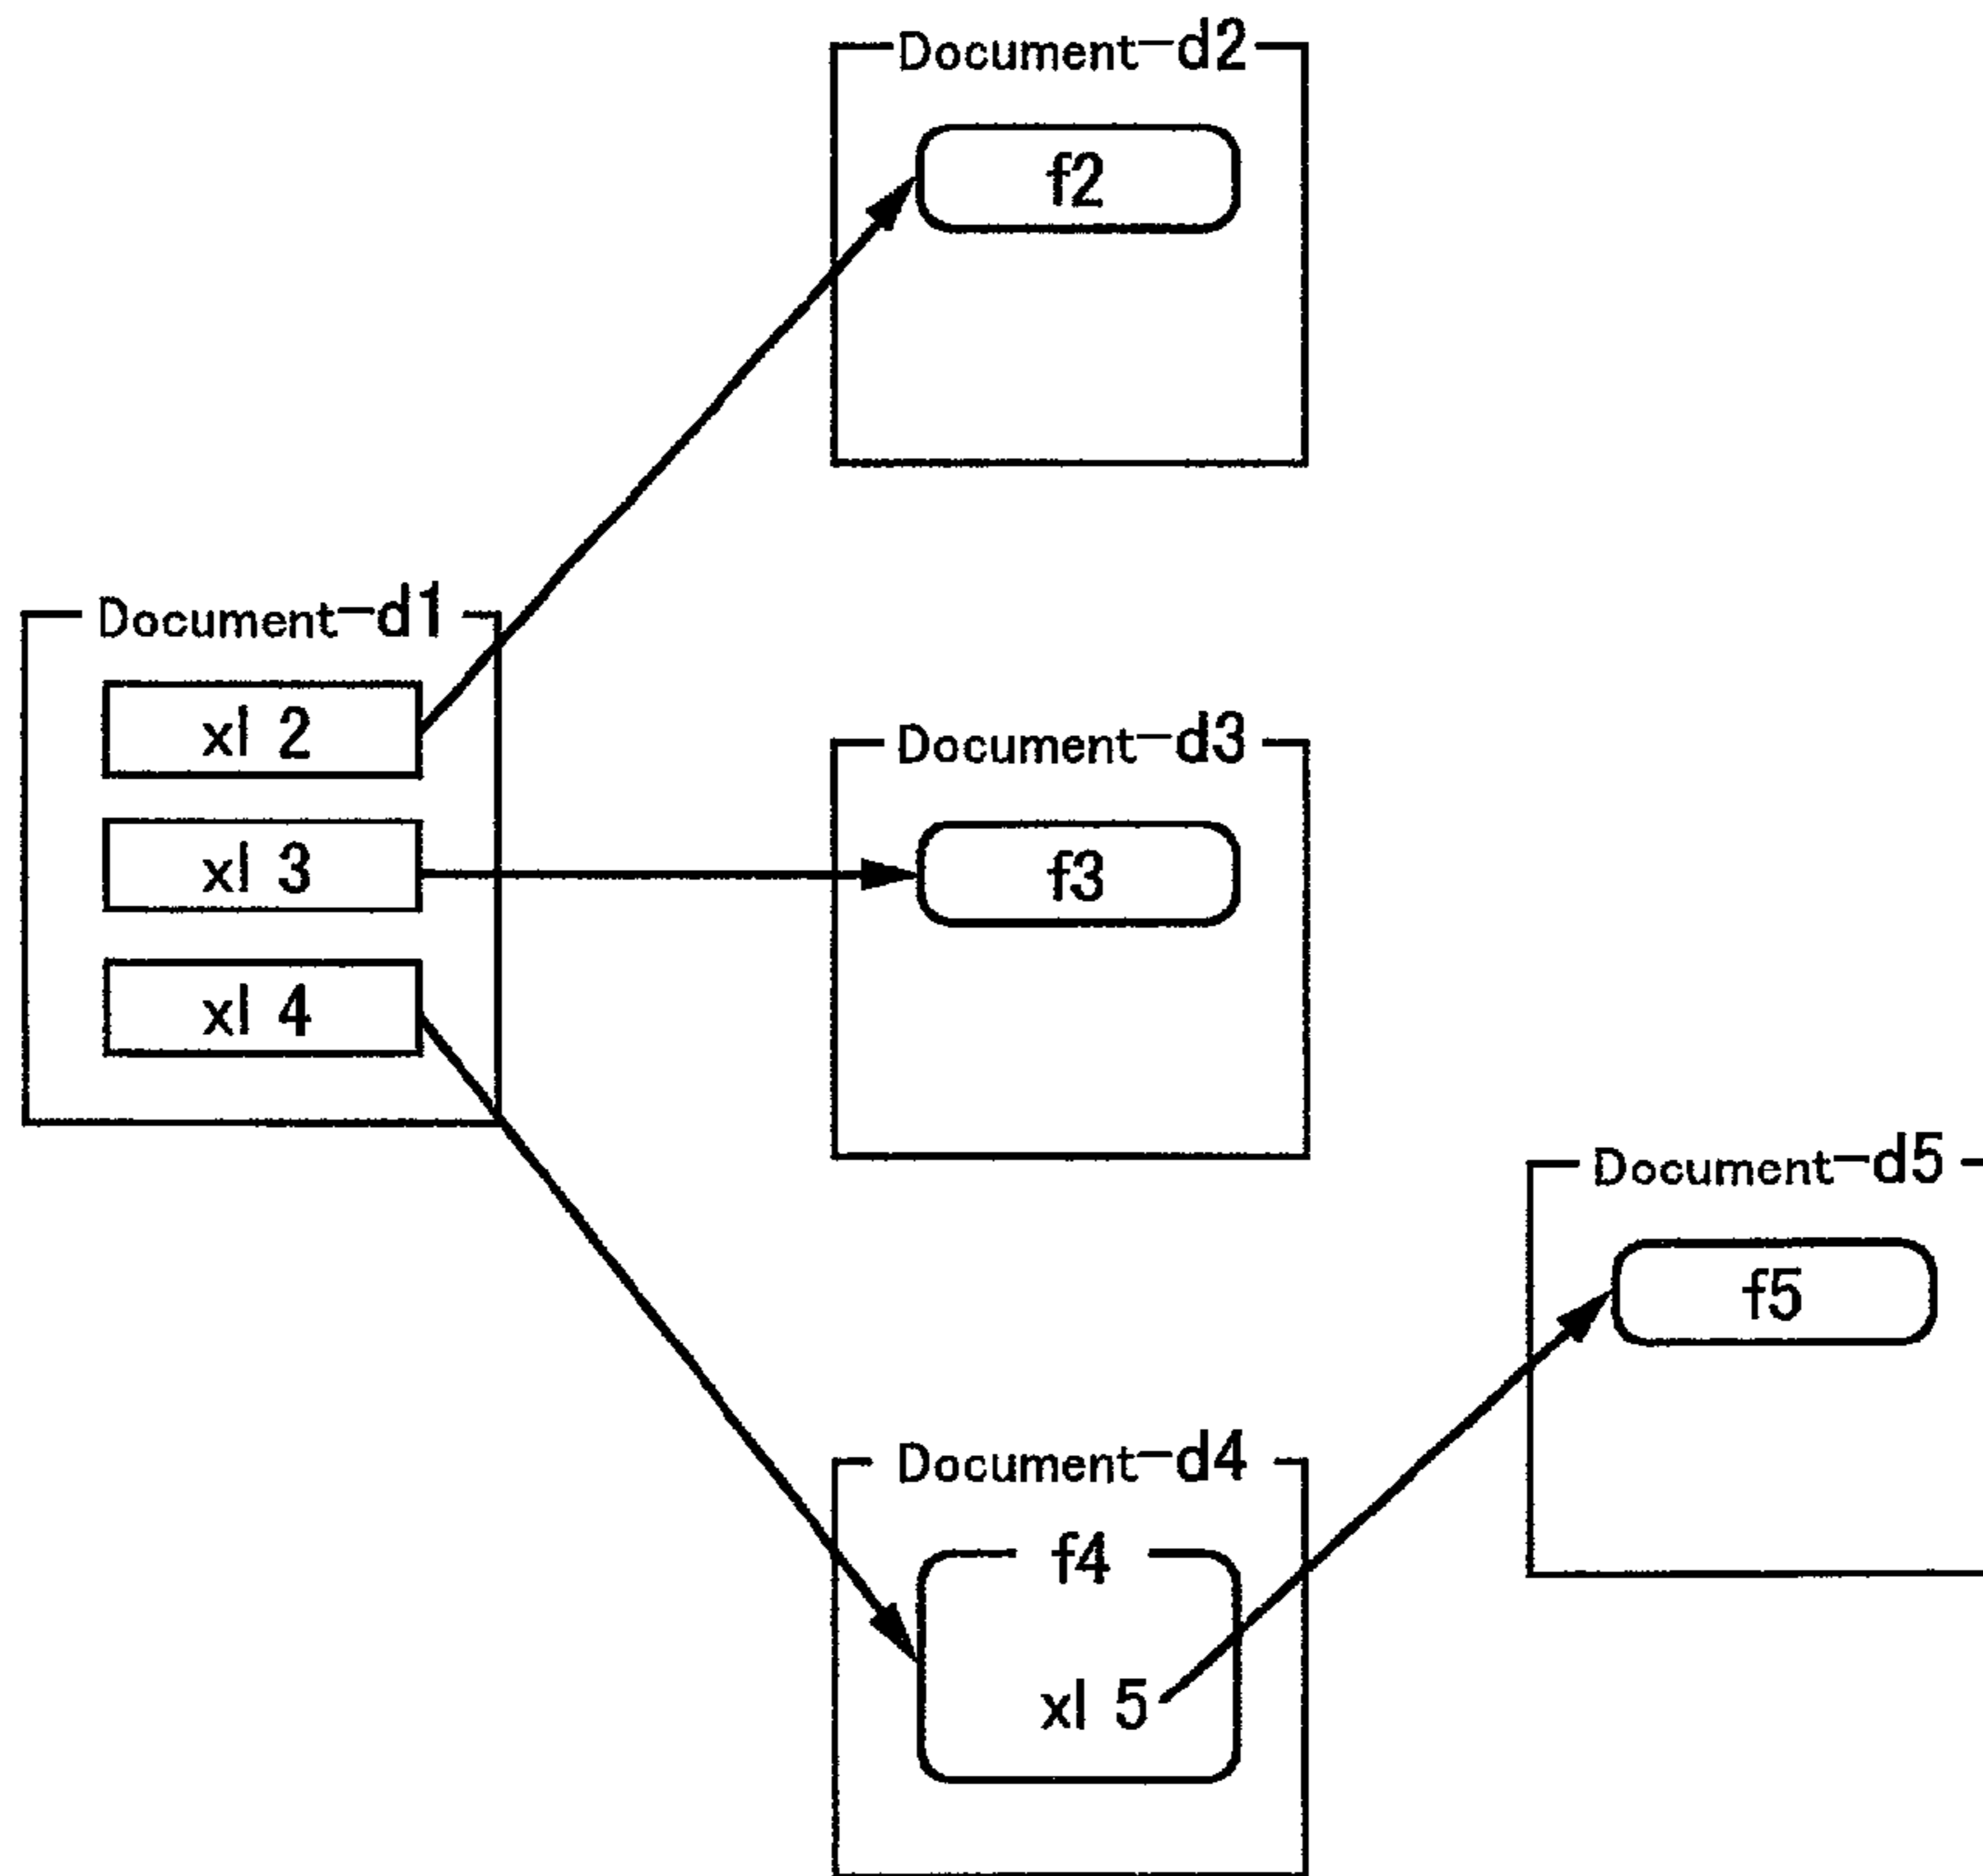 Document-d2
f2
Document-d1
xl 2
xl 3
xl 4
Document-d3
f3
Document-d5
f5
Document-d4
f4
xl 5